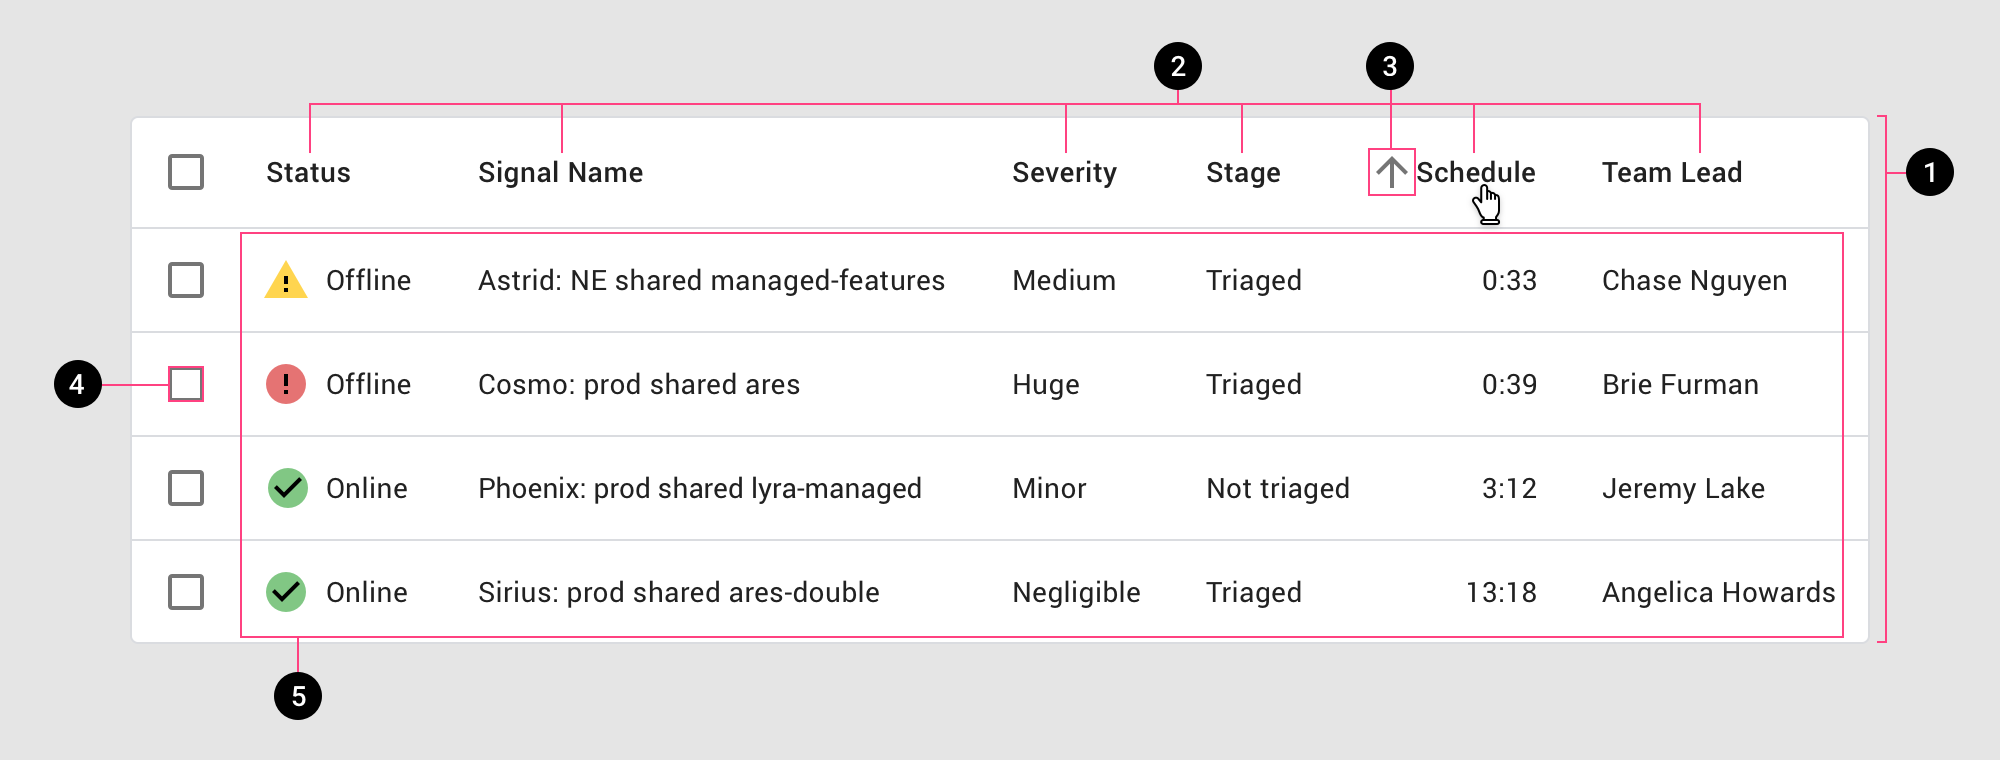 2 3
Status Signal Name Severity Stage Schedule Team Lead 1
! Offline Astrid: NE shared managed-features Medium Triaged 0:33 Chase Nguyen
4 ! Offline Cosmo: prod shared ares Huge Triaged 0:39 Brie Furman
Online Phoenix: prod shared lyra-managed Minor Not triaged 3:12 Jeremy Lake
Online Sirius: prod shared ares-double Negligible Triaged 13:18 Angelica Howards
5